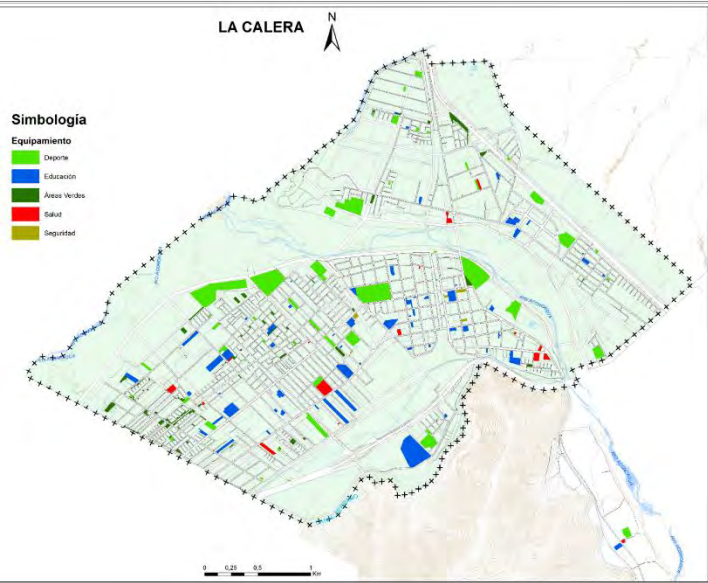 LA CALERA
N
Simbología
Equipamiento
Deporte
Educación
Áreas Verdes
Salud
Seguridad
0 0,25 0,5 1
Km